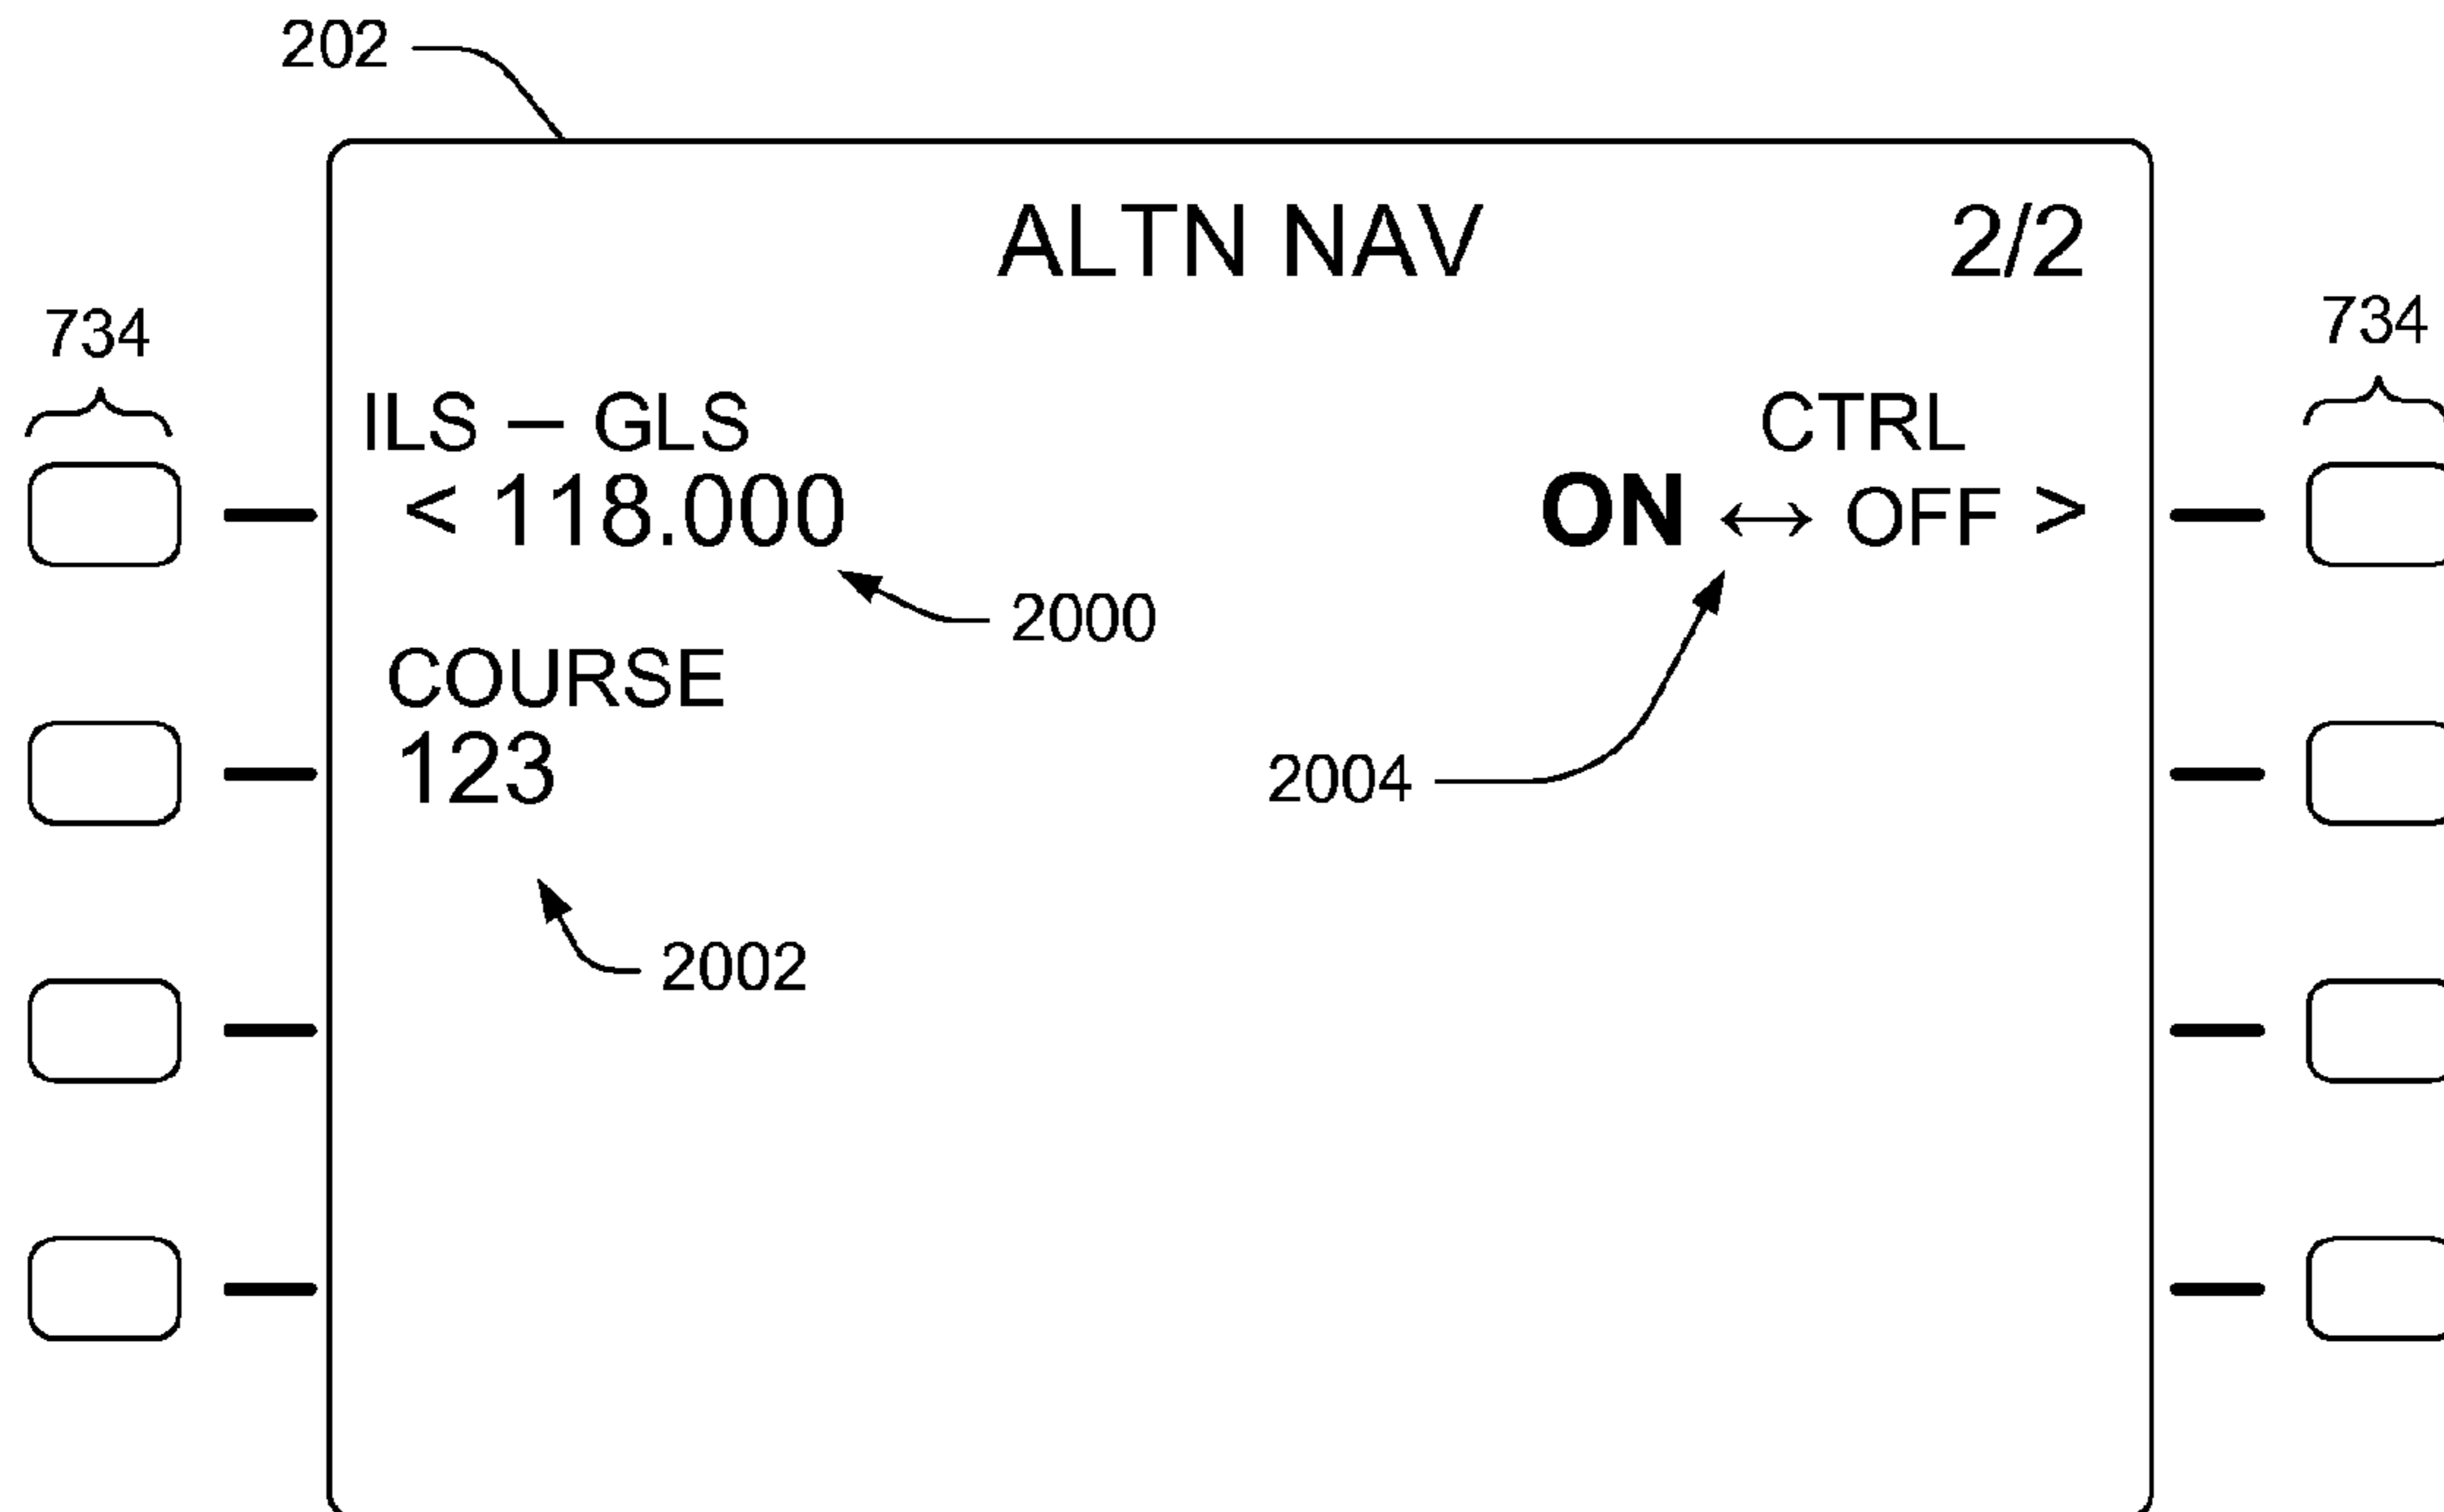 202
ALTN NAV 2/2
734 734
ILS – GLS CTRL
< 118.000 ON ↔ OFF >
2000
COURSE
123
2004
2002